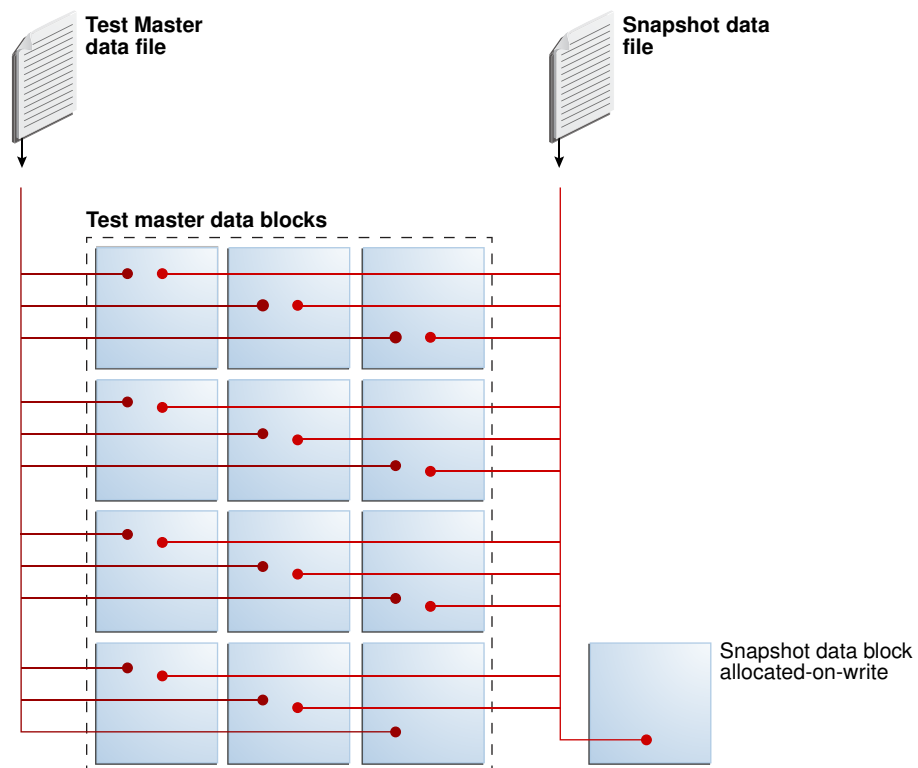 Test Master
data file
Snapshot data
file
Test master data blocks
Snapshot data block
allocated-on-write